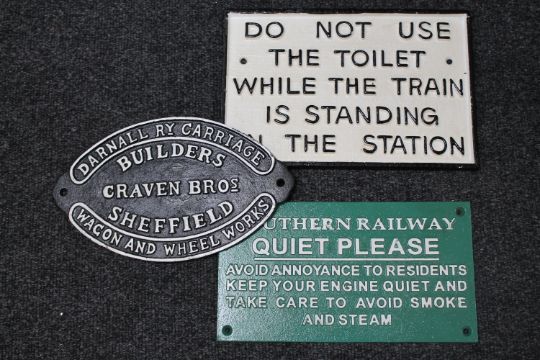 DO NOT USE
THE TOILET
WHILE THE TRAIN
IS STANDING
THE STATION
DARNALL RY CARRIAGE
BUILDERS
CRAVEN BROS
SHEFFIELD
WAGON AND WHEEL WORKS
UTHERN RAILWAY
QUIET PLEASE
AVOID ANNOYANCE TO RESIDENTS
KEEP YOUR ENGINE QUIET AND
TAKE CARE TO AVOID SMOKE
AND STEAM